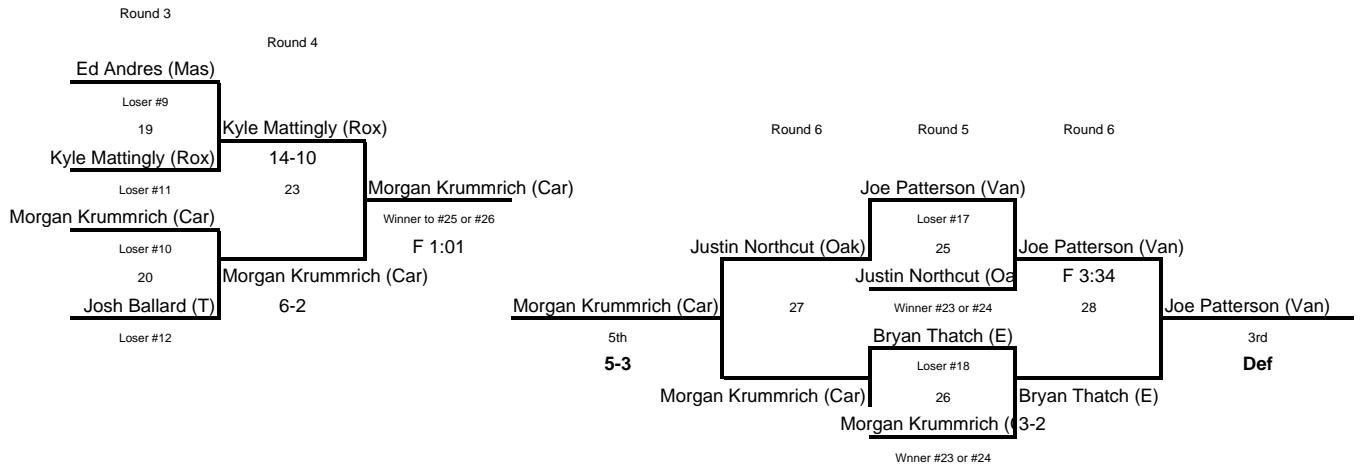 Round 3
Round 4
Ed Andres (Mas)
Loser #9
19
Kyle Mattingly (Rox)
Kyle Mattingly (Rox)
14-10
Loser #11
23
Morgan Krummrich (Car)
Morgan Krummrich (Car)
Winner to #25 or #26
Loser #10
F 1:01
20
Morgan Krummrich (Car)
Josh Ballard (T)
6-2
Loser #12
Round 6
Round 5
Round 6
Joe Patterson (Van)
Loser #17
Justin Northcut (Oak)
25
Joe Patterson (Van)
Justin Northcut (Oa
F 3:34
Morgan Krummrich (Car)
27
Winner #23 or #24
28
Joe Patterson (Van)
5th
Bryan Thatch (E)
3rd
5-3
Loser #18
Def
Morgan Krummrich (Car)
26
Bryan Thatch (E)
Morgan Krummrich (
3-2
Wnner #23 or #24